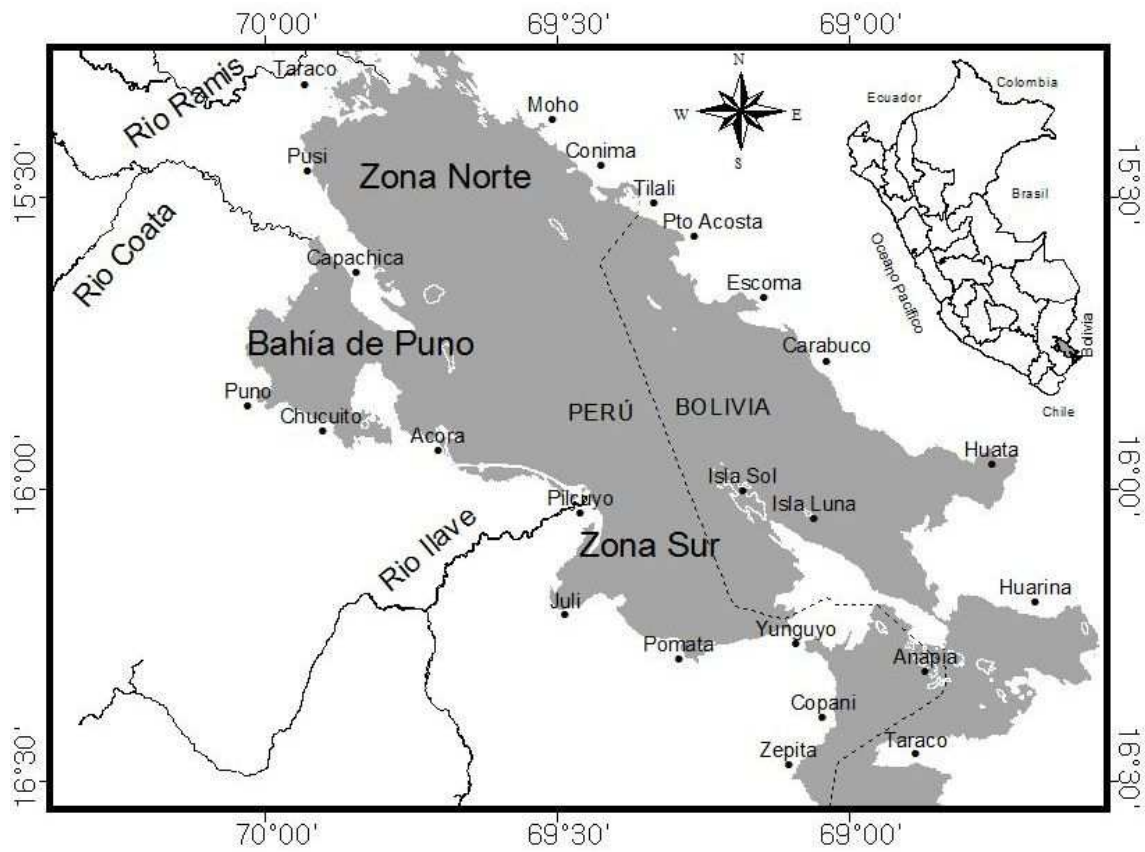 70°00'
69°30'
69°00'
Taraco
Rio Ramis
Moho
N
W
E
S
Ecuador
Colombia
Pusi
Zona Norte
Conima
Tilali
Pto Acosta
Brasil
15°30'
15°30'
Rio Coata
Capachica
Escoma
Oceano Pacífico
Bolivia
Bahía de Puno
Carabuco
Puno
Chucuito
PERÚ
BOLIVIA
Chile
Acora
Huata
16°00'
16°00'
Isla Sol
Isla Luna
Pilcuyo
Zona Sur
Rio Ilave
Juli
Huarina
Pomata
Yunguyo
Anapia
Copani
Zepita
Taraco
16°30'
16°30'
70°00'
69°30'
69°00'